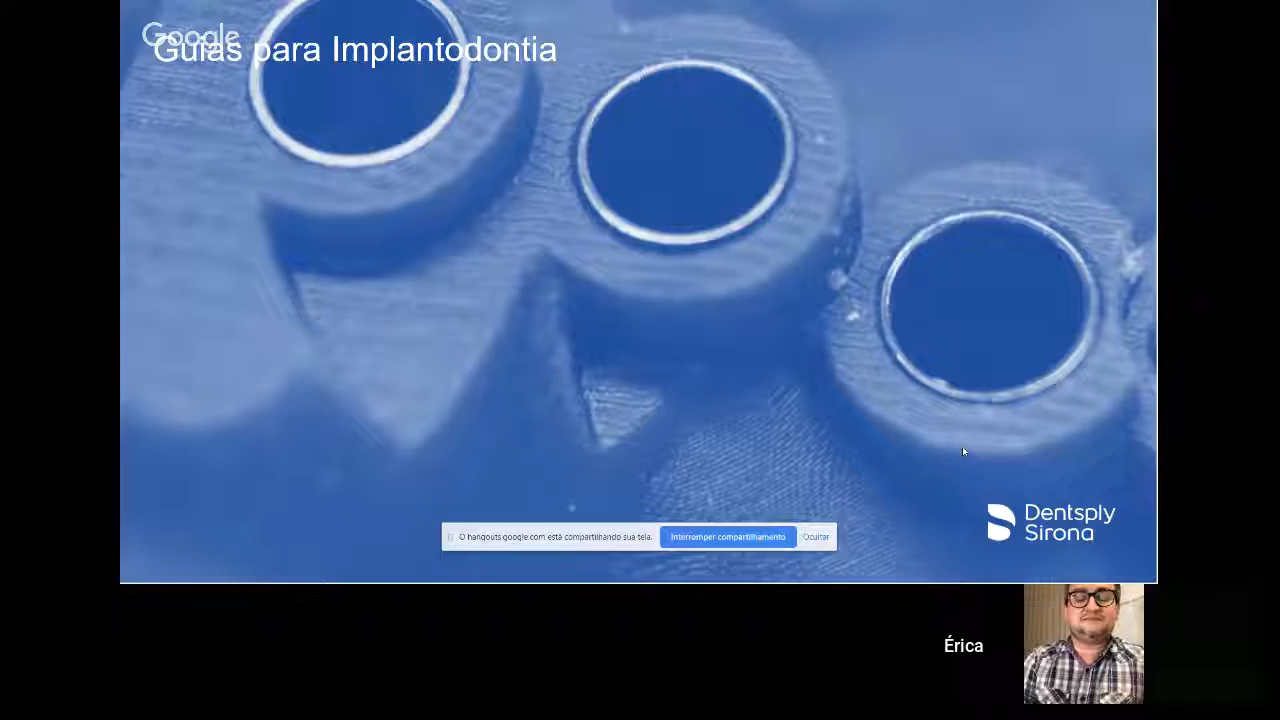 Google
Guias para Implantodontia
Dentsply
Sirona
O hangouts.google.com está compartilhando sua tela.
Interromper compartilhamento
Ocultar
Érica